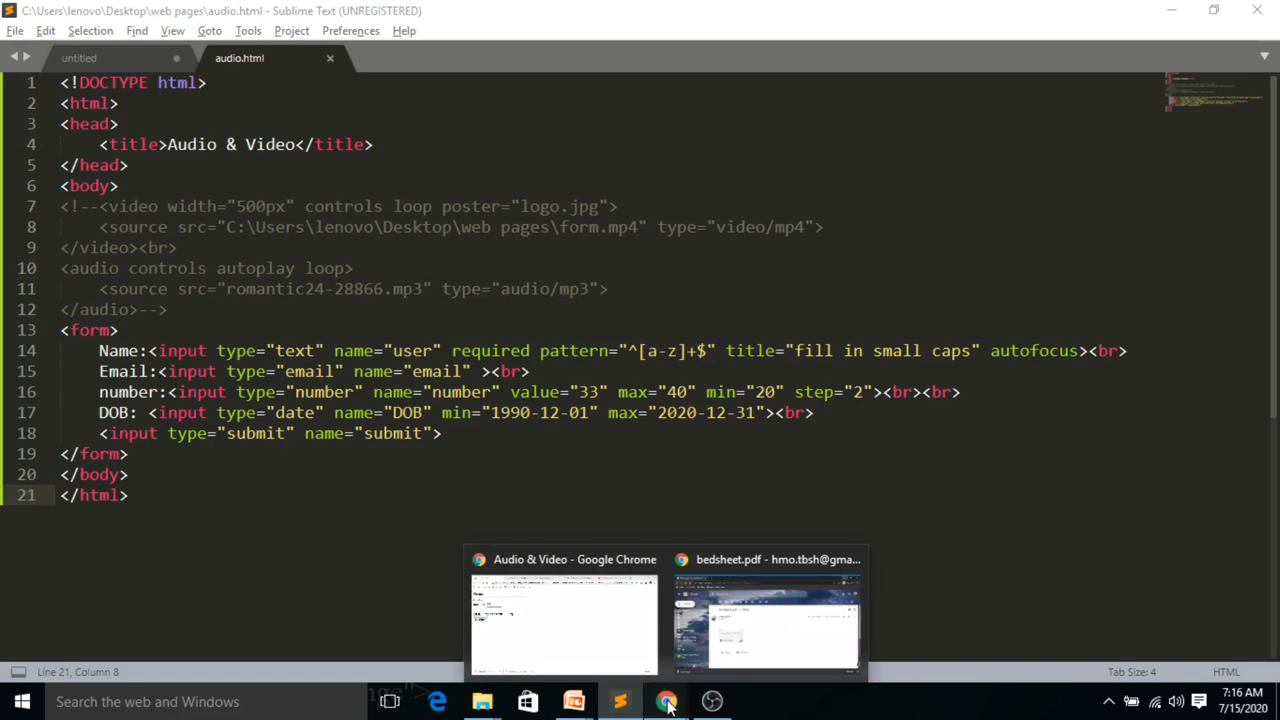 C:\Users\lenovo\Desktop\web pages\audio.html - Sublime Text (UNREGISTERED)
File Edit Selection Find View Goto Tools Project Preferences Help
untitled audio.html
1 <!DOCTYPE html>
2 <html>
3 <head>
4 <title>Audio & Video</title>
5 </head>
6 <body>
7 <!--<video width="500px" controls loop poster="logo.jpg">
8 <source src="C:\Users\lenovo\Desktop\web pages\form.mp4" type="video/mp4">
9 </video><br>
10 <audio controls autoplay loop>
11 <source src="romantic24-28866.mp3" type="audio/mp3">
12 </audio>-->
13 <form>
14 Name:<input type="text" name="user" required pattern="^[a-z]+$" title="fill in small caps" autofocus><br>
15 Email:<input type="email" name="email" ><br>
16 number:<input type="number" name="number" value="33" max="40" min="20" step="2"><br><br>
17 DOB: <input type="date" name="DOB" min="1990-12-01" max="2020-12-31"><br>
18 <input type="submit" name="submit">
19 </form>
20 </body>
21 </html>
Audio & Video - Google Chrome bedsheet.pdf - hmo.tbsh@gma...
Line 21, Column 8 Tab Size: 4 HTML
Search the web and Windows
7:16 AM
7/15/2020